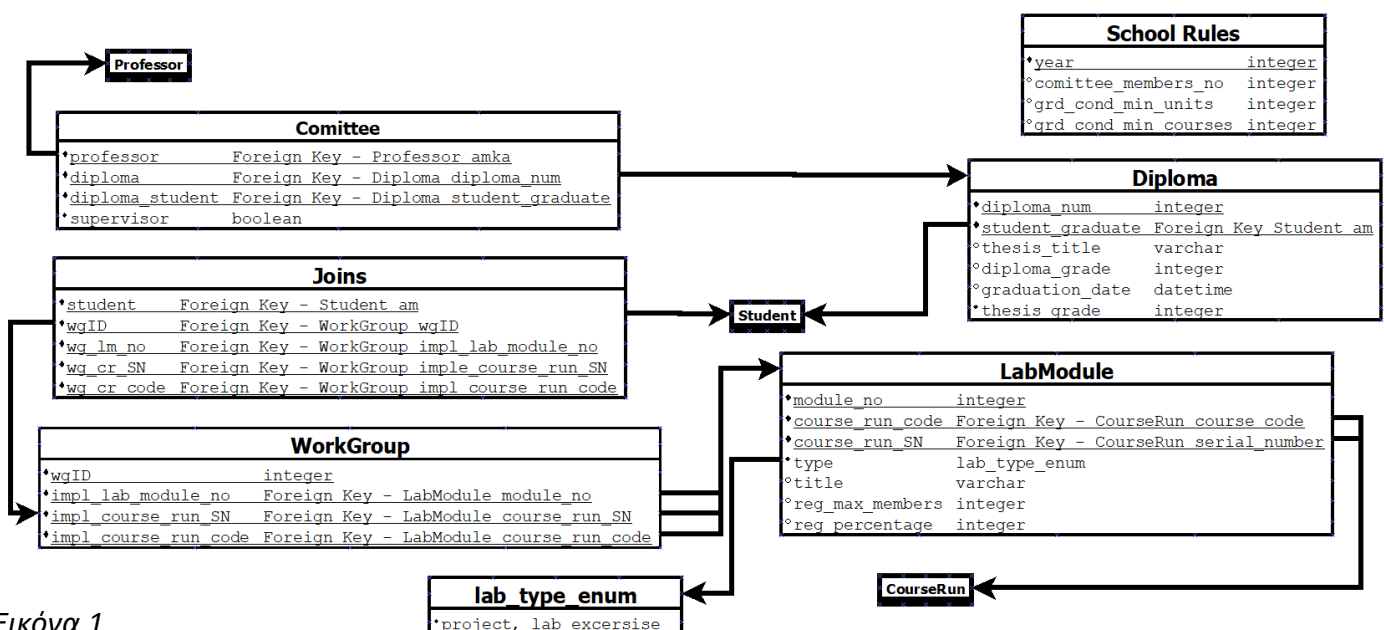 School Rules
year integer
comittee_members_no integer
grd_cond_min_units integer
grd_cond_min_courses integer
Professor
Comittee
professor Foreign Key - Professor amka
diploma Foreign Key - Diploma diploma_num
diploma_student Foreign Key - Diploma student_graduate
supervisor boolean
Diploma
diploma_num integer
student_graduate Foreign Key Student am
thesis_title varchar
diploma_grade integer
graduation_date datetime
thesis_grade integer
Joins
student Foreign Key - Student am
wgID Foreign Key - WorkGroup wgID
wg_lm_no Foreign Key - WorkGroup impl_lab_module_no
wg_cr_SN Foreign Key - WorkGroup imple_course_run_SN
wg_cr_code Foreign Key - WorkGroup impl_course_run_code
Student
LabModule
module_no integer
course_run_code Foreign Key - CourseRun course_code
course_run_SN Foreign Key - CourseRun serial_number
type lab_type_enum
title varchar
reg_max_members integer
reg_percentage integer
WorkGroup
wgID integer
impl_lab_module_no Foreign Key - LabModule module_no
impl_course_run_SN Foreign Key - LabModule course_run_SN
impl_course_run_code Foreign Key - LabModule course_run_code
CourseRun
lab_type_enum
project, lab_excersise
Εικόνα 1